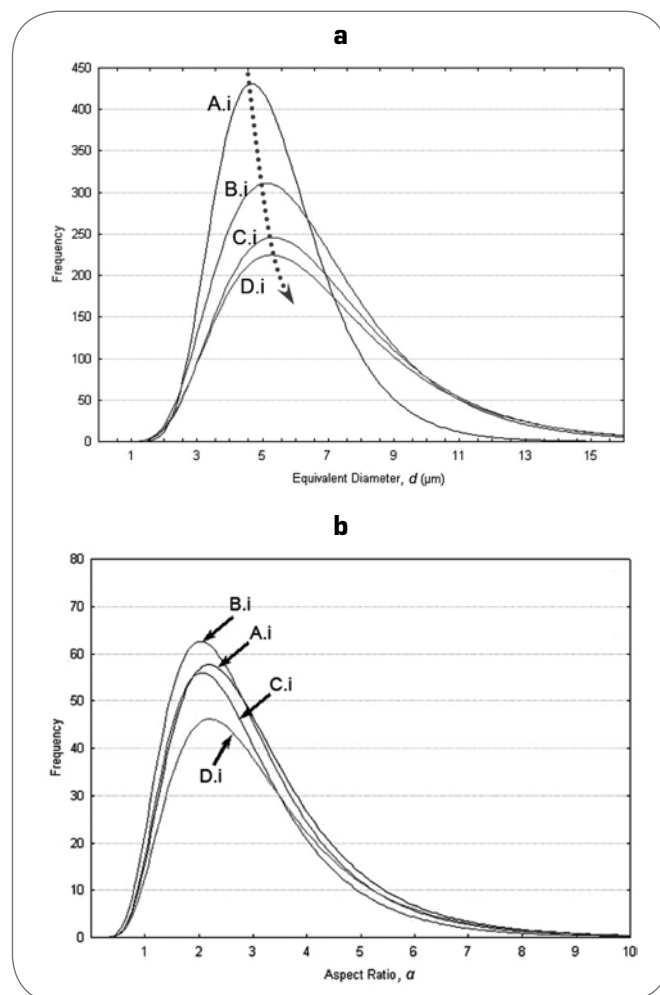 a
450
400
350
300
250
200
150
100
50
0
Frequency
A.i
B.i
C.i
D.i
1 3 5 7 9 11 13 15
Equivalent Diameter, d (µm)
b
80
70
60
50
40
30
20
10
0
Frequency
B.i
A.i
C.i
D.i
1 2 3 4 5 6 7 8 9 10
Aspect Ratio, α